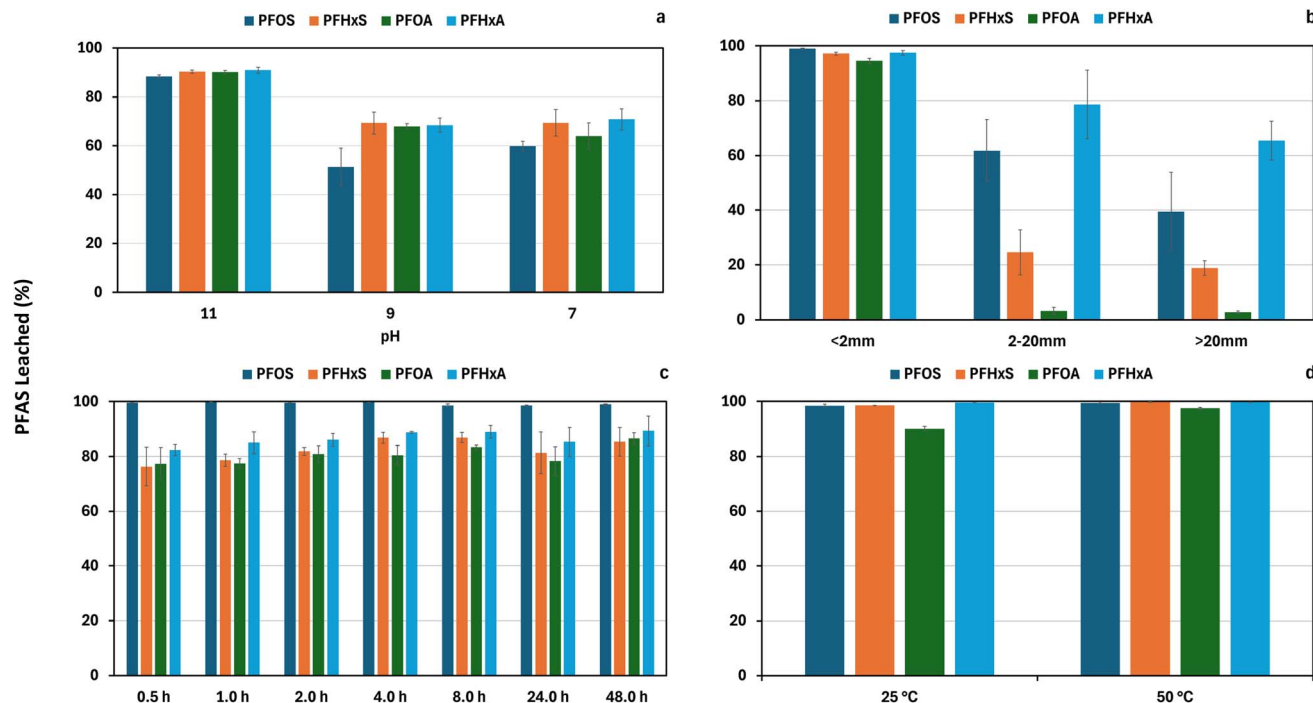 PFAS Leached (%)
PFOS PFHxS PFOA PFHxA a
100
80
60
40
20
0
11 9 7
pH
PFOS PFHxS PFOA PFHxA b
100
80
60
40
20
0
<2mm 2-20mm >20mm
PFOS PFHxS PFOA PFHxA c
100
80
60
40
20
0
0.5 h 1.0 h 2.0 h 4.0 h 8.0 h 24.0 h 48.0 h
PFOS PFHxS PFOA PFHxA d
100
80
60
40
20
0
25 °C 50 °C